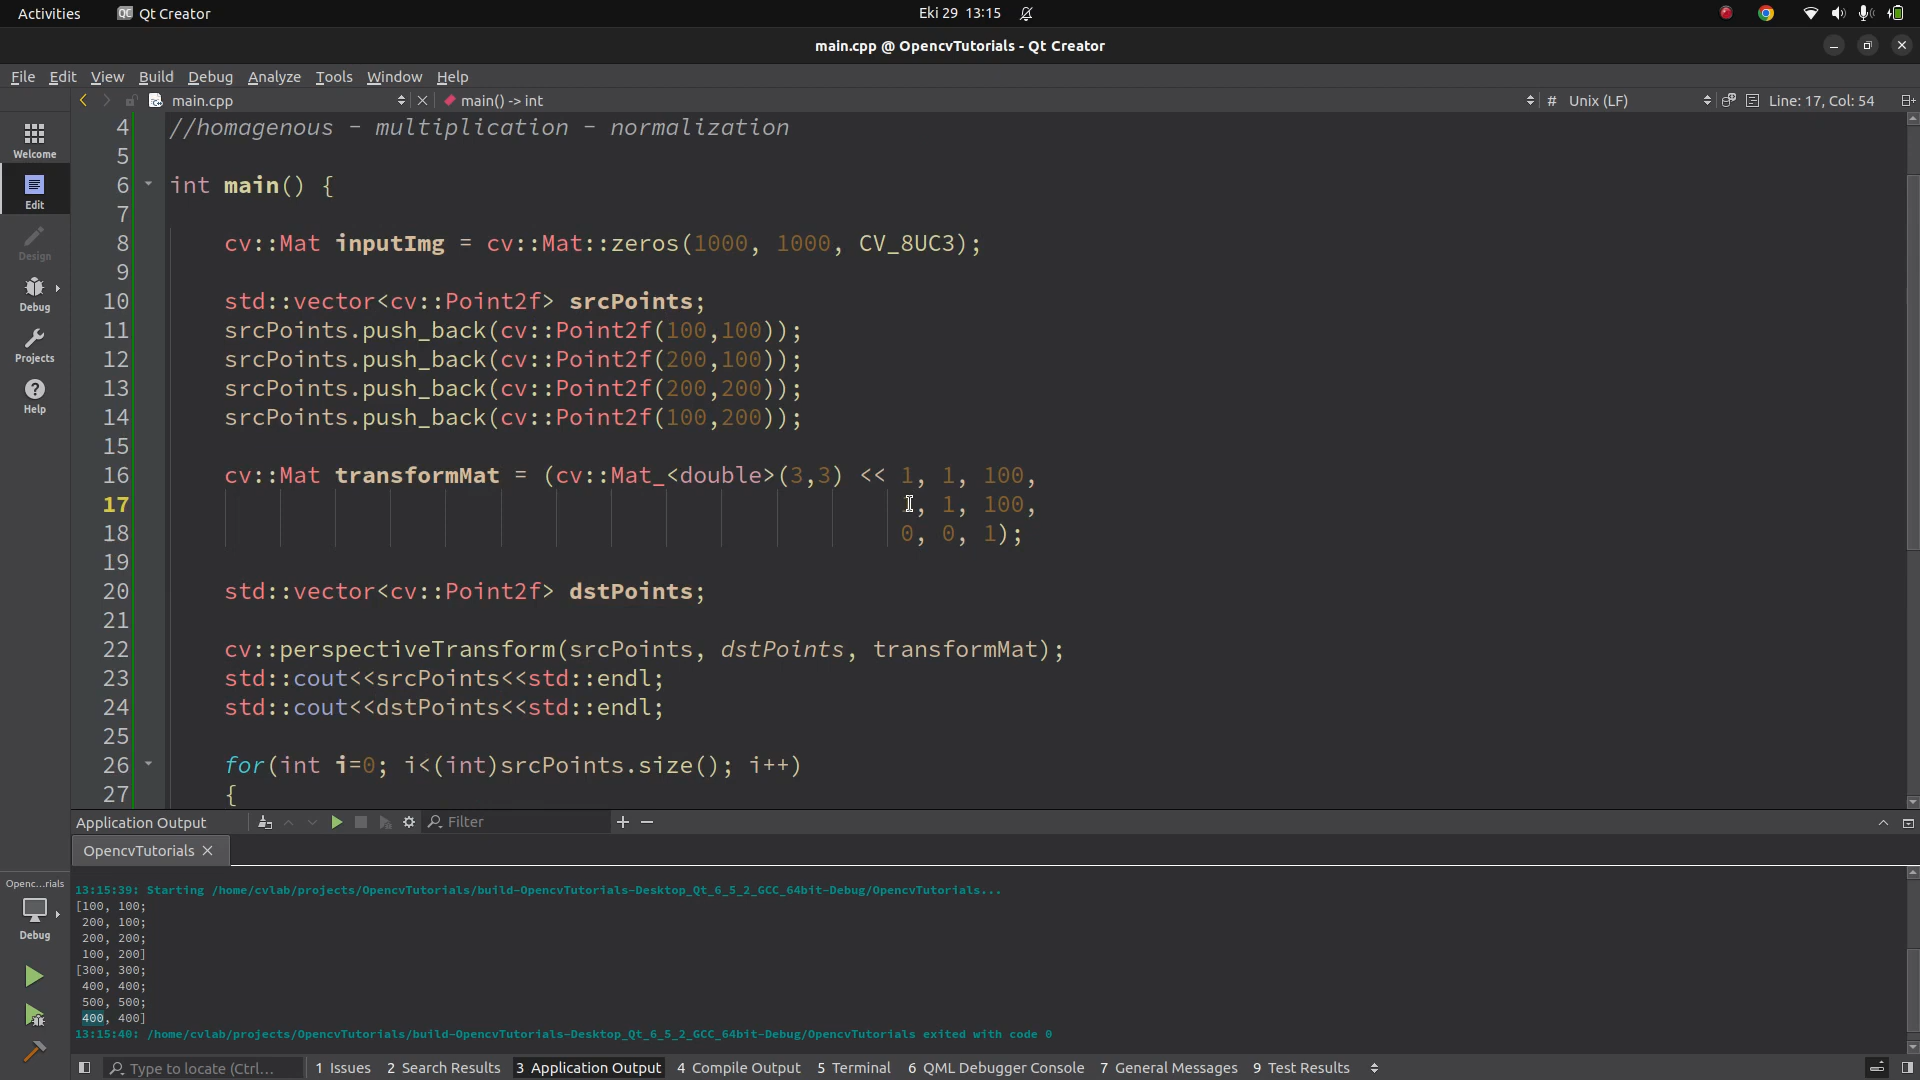 Activities
Qt Creator
Eki 29 13:15
main.cpp @ OpencvTutorials - Qt Creator
File Edit View Build Debug Analyze Tools Window Help
main.cpp
main() -> int
# Unix (LF)
Line: 17, Col: 54
Welcome
Edit
Design
Debug
Projects
Help
4 //homagenous - multiplication - normalization
5
6 int main() {
7
8 cv::Mat inputImg = cv::Mat::zeros(1000, 1000, CV_8UC3);
9
10 std::vector<cv::Point2f> srcPoints;
11 srcPoints.push_back(cv::Point2f(100,100));
12 srcPoints.push_back(cv::Point2f(200,100));
13 srcPoints.push_back(cv::Point2f(200,200));
14 srcPoints.push_back(cv::Point2f(100,200));
15
16 cv::Mat transformMat = (cv::Mat_<double>(3,3) << 1, 1, 100,
17 1, 1, 100,
18 0, 0, 1);
19
20 std::vector<cv::Point2f> dstPoints;
21
22 cv::perspectiveTransform(srcPoints, dstPoints, transformMat);
23 std::cout<<srcPoints<<std::endl;
24 std::cout<<dstPoints<<std::endl;
25
26 for(int i=0; i<(int)srcPoints.size(); i++)
27 {
Application Output
Filter
OpencvTutorials
13:15:39: Starting /home/cvlab/projects/OpencvTutorials/build-OpencvTutorials-Desktop_Qt_6_5_2_GCC_64bit-Debug/OpencvTutorials...
[100, 100;
200, 100;
200, 200;
100, 200]
[300, 300;
400, 400;
500, 500;
400, 400]
13:15:40: /home/cvlab/projects/OpencvTutorials/build-OpencvTutorials-Desktop_Qt_6_5_2_GCC_64bit-Debug/OpencvTutorials exited with code 0
Openc...rials
Debug
Type to locate (Ctrl...
1 Issues
2 Search Results
3 Application Output
4 Compile Output
5 Terminal
6 QML Debugger Console
7 General Messages
9 Test Results